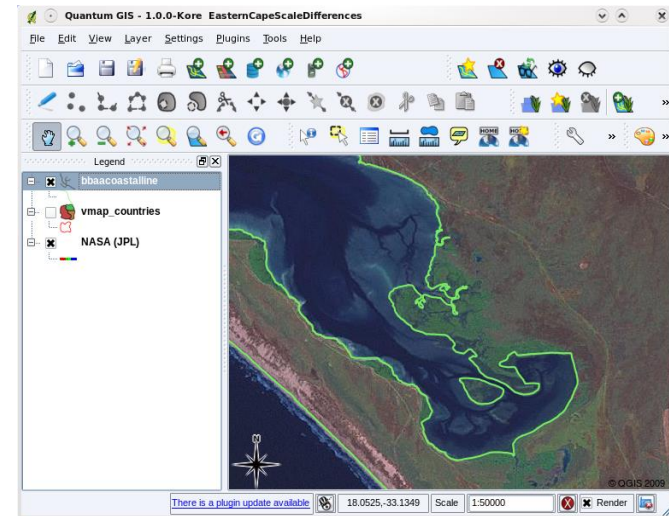 Quantum GIS - 1.0.0-Kore EasternCapeScaleDifferences
File Edit View Layer Settings Plugins Tools Help
HOME
Legend
bbaacoastalline
vmap_countries
NASA (JPL)
N
© QGIS 2009
There is a plugin update available 18.0525,-33.1349 Scale 1:50000 Render